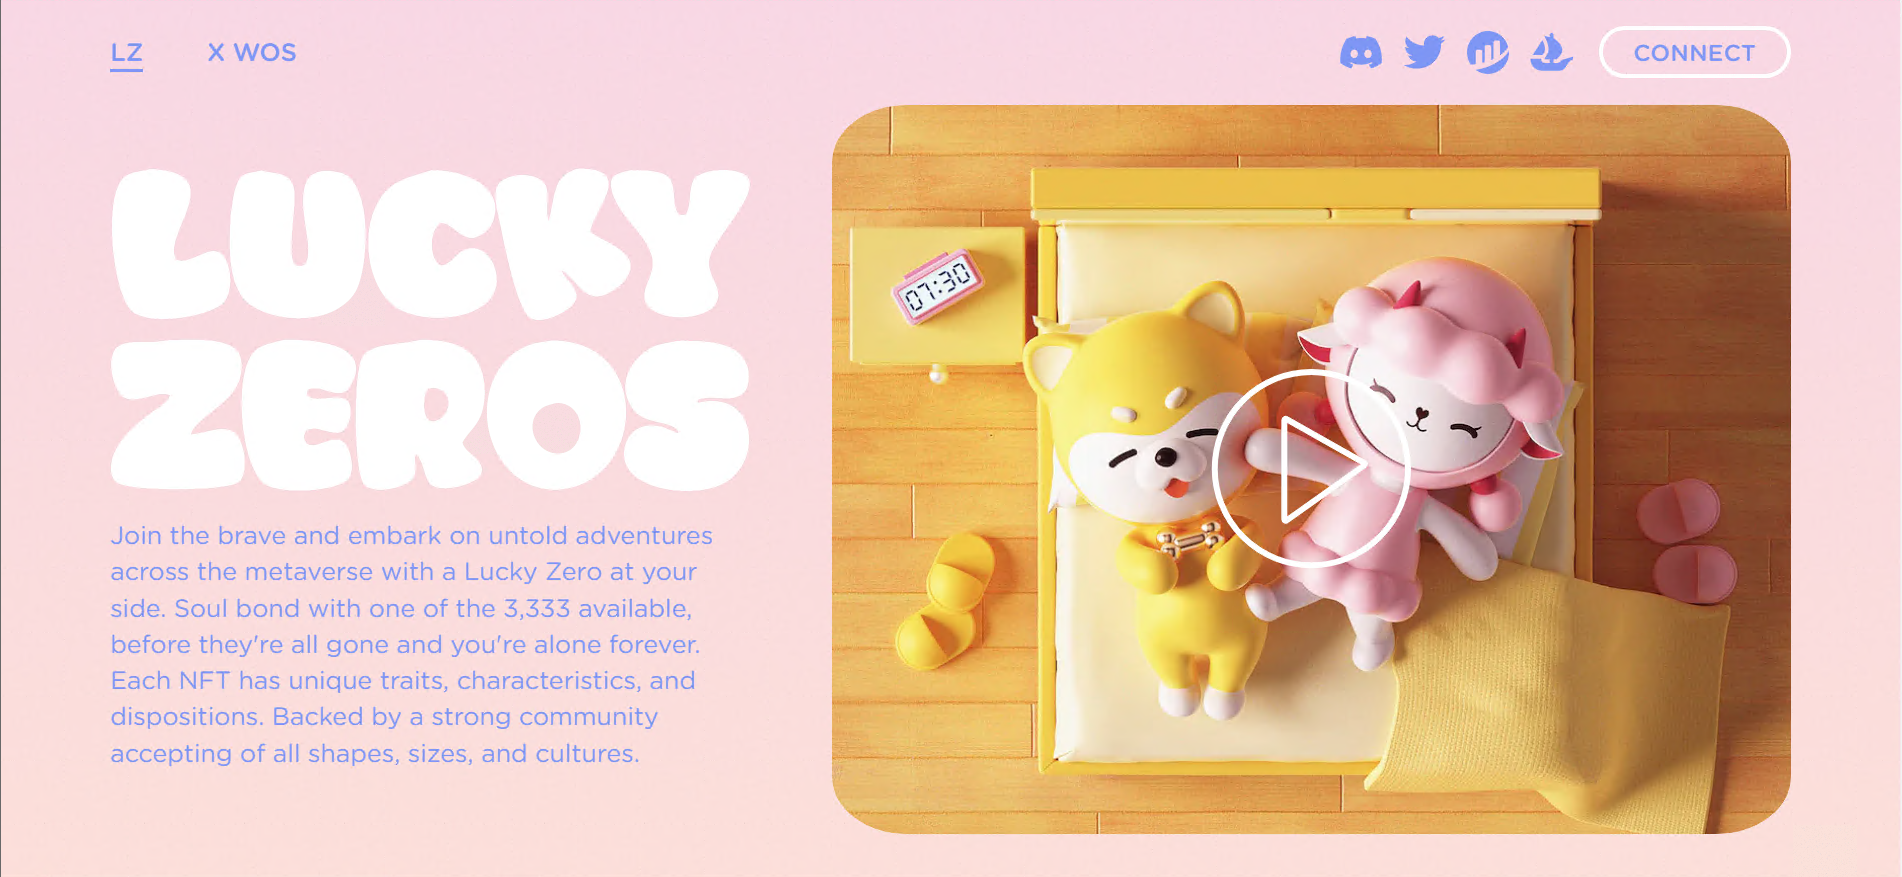 LZ
X WOS
CONNECT
LUCKY
ZEROS
07:30
Join the brave and embark on untold adventures
across the metaverse with a Lucky Zero at your
side. Soul bond with one of the 3,333 available,
before they're all gone and you're alone forever.
Each NFT has unique traits, characteristics, and
dispositions. Backed by a strong community
accepting of all shapes, sizes, and cultures.